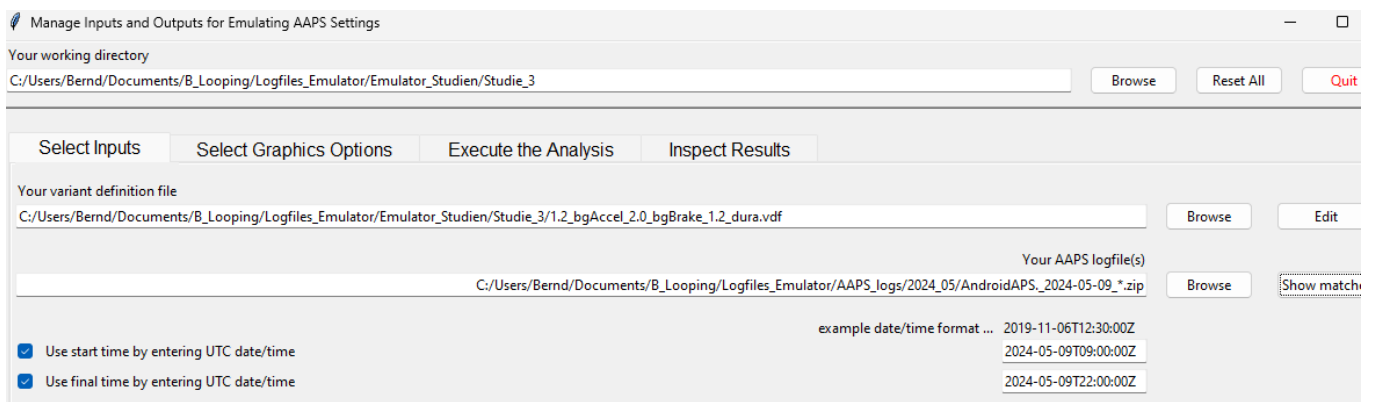 Manage Inputs and Outputs for Emulating AAPS Settings
Your working directory
C:/Users/Bernd/Documents/B_Looping/Logfiles_Emulator/Emulator_Studien/Studie_3 Browse Reset All Quit
Select Inputs Select Graphics Options Execute the Analysis Inspect Results
Your variant definition file
C:/Users/Bernd/Documents/B_Looping/Logfiles_Emulator/Emulator_Studien/Studie_3/1.2_bgAccel_2.0_bgBrake_1.2_dura.vdf Browse Edit
Your AAPS logfile(s)
C:/Users/Bernd/Documents/B_Looping/Logfiles_Emulator/AAPS_logs/2024_05/AndroidAPS._2024-05-09_*.zip Browse Show matche
example date/time format ... 2019-11-06T12:30:00Z
Use start time by entering UTC date/time 2024-05-09T09:00:00Z
Use final time by entering UTC date/time 2024-05-09T22:00:00Z